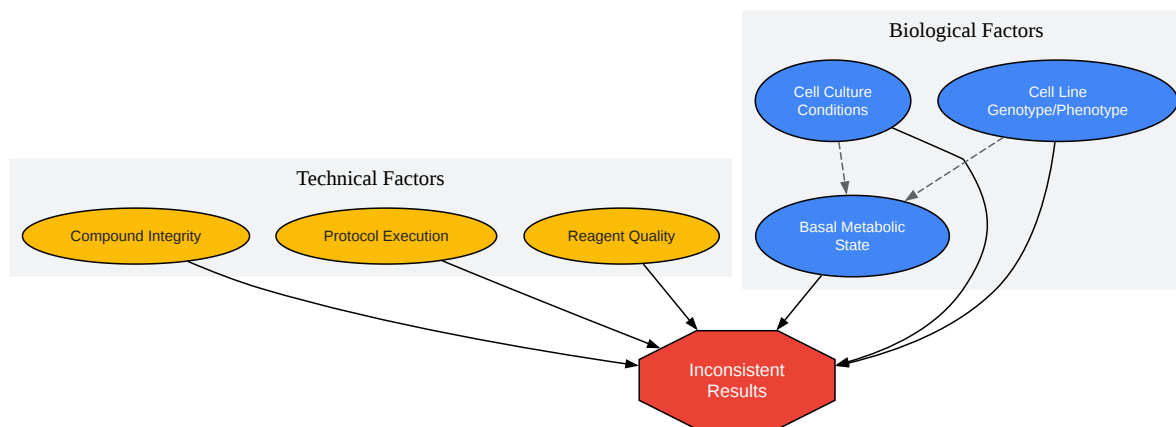 Biological Factors
Cell Culture
Conditions
Cell Line
Genotype/Phenotype
Technical Factors
Compound Integrity
Protocol Execution
Reagent Quality
Basal Metabolic
State
Inconsistent
Results